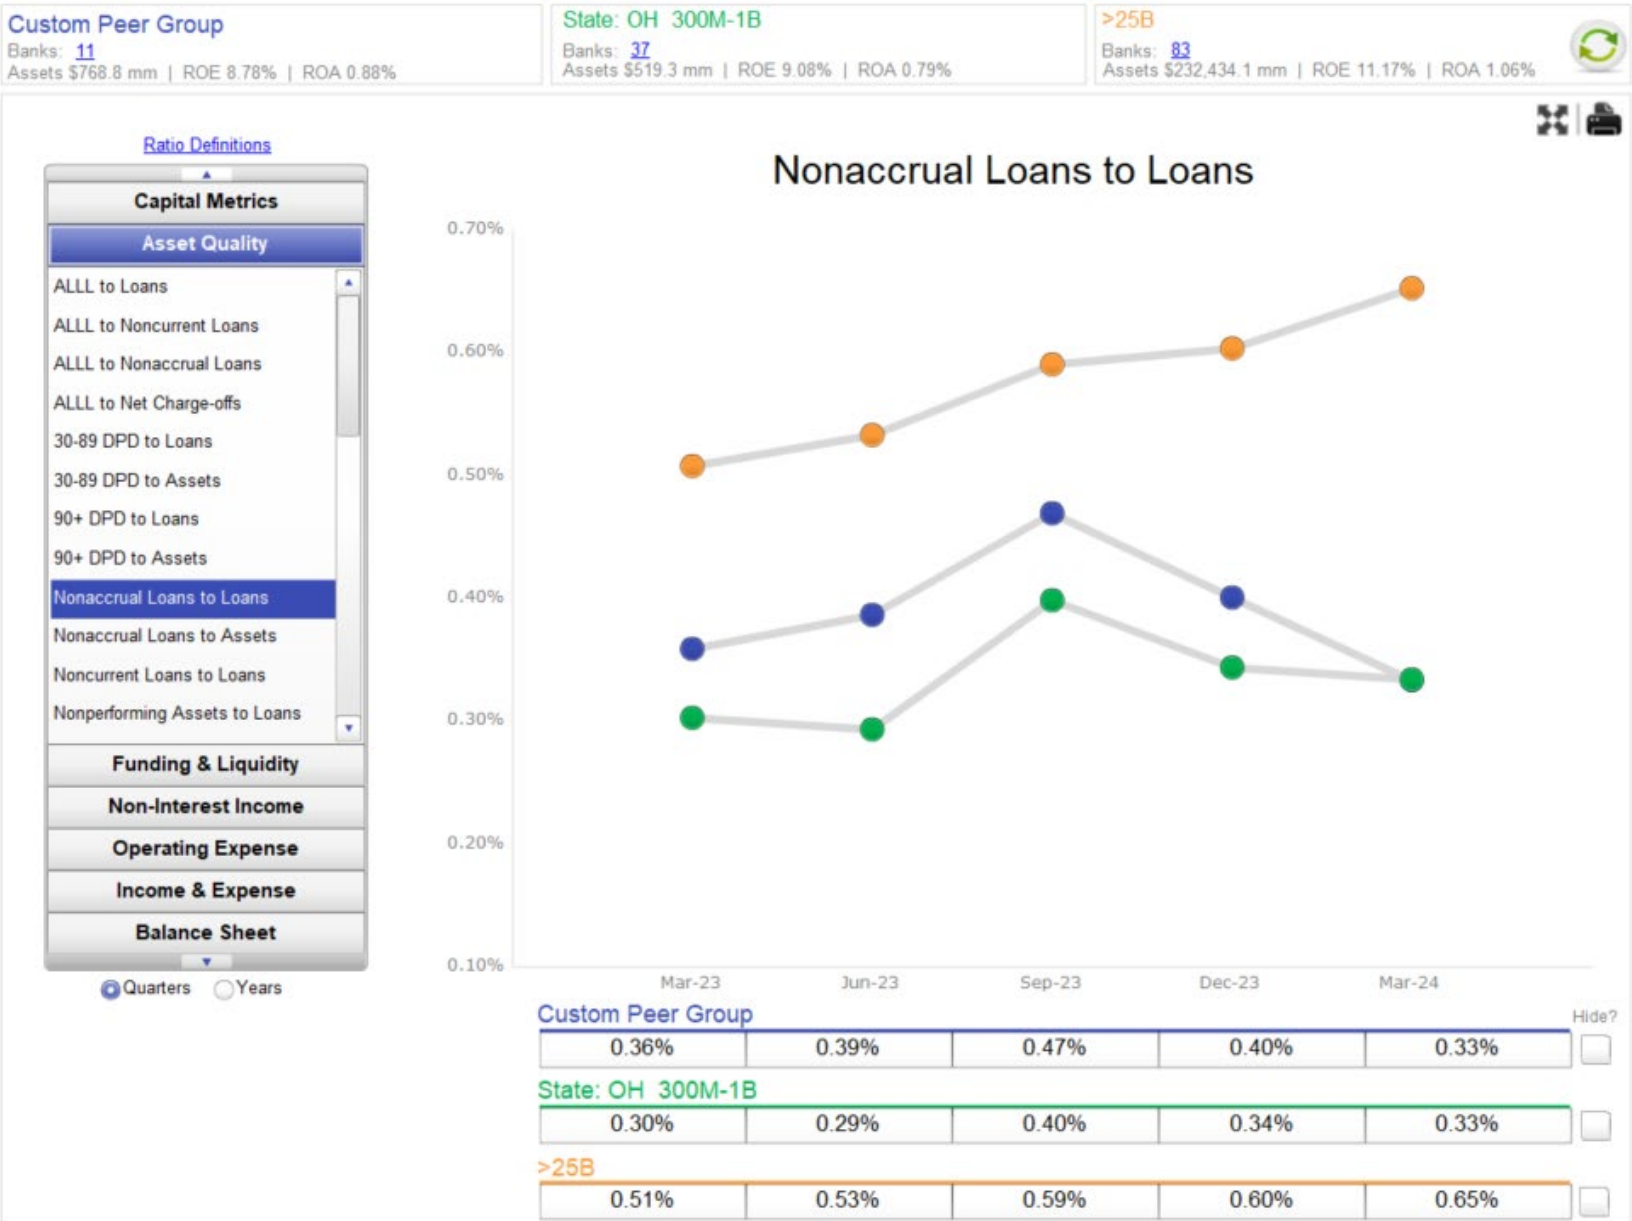 Custom Peer Group
Banks: 11
Assets $768.8 mm | ROE 8.78% | ROA 0.88%
State: OH 300M-1B
Banks: 37
Assets $519.3 mm | ROE 9.08% | ROA 0.79%
>25B
Banks: 83
Assets $232,434.1 mm | ROE 11.17% | ROA 1.06%
Ratio Definitions
Capital Metrics
Asset Quality
ALLL to Loans
ALLL to Noncurrent Loans
ALLL to Nonaccrual Loans
ALLL to Net Charge-offs
30-89 DPD to Loans
30-89 DPD to Assets
90+ DPD to Loans
90+ DPD to Assets
Nonaccrual Loans to Loans
Nonaccrual Loans to Assets
Noncurrent Loans to Loans
Nonperforming Assets to Loans
Funding & Liquidity
Non-Interest Income
Operating Expense
Income & Expense
Balance Sheet
Quarters Years
Nonaccrual Loans to Loans
0.70%
0.60%
0.50%
0.40%
0.30%
0.20%
0.10%
Mar-23 Jun-23 Sep-23 Dec-23 Mar-24
Custom Peer Group Hide?
0.36% 0.39% 0.47% 0.40% 0.33%
State: OH 300M-1B
0.30% 0.29% 0.40% 0.34% 0.33%
>25B
0.51% 0.53% 0.59% 0.60% 0.65%